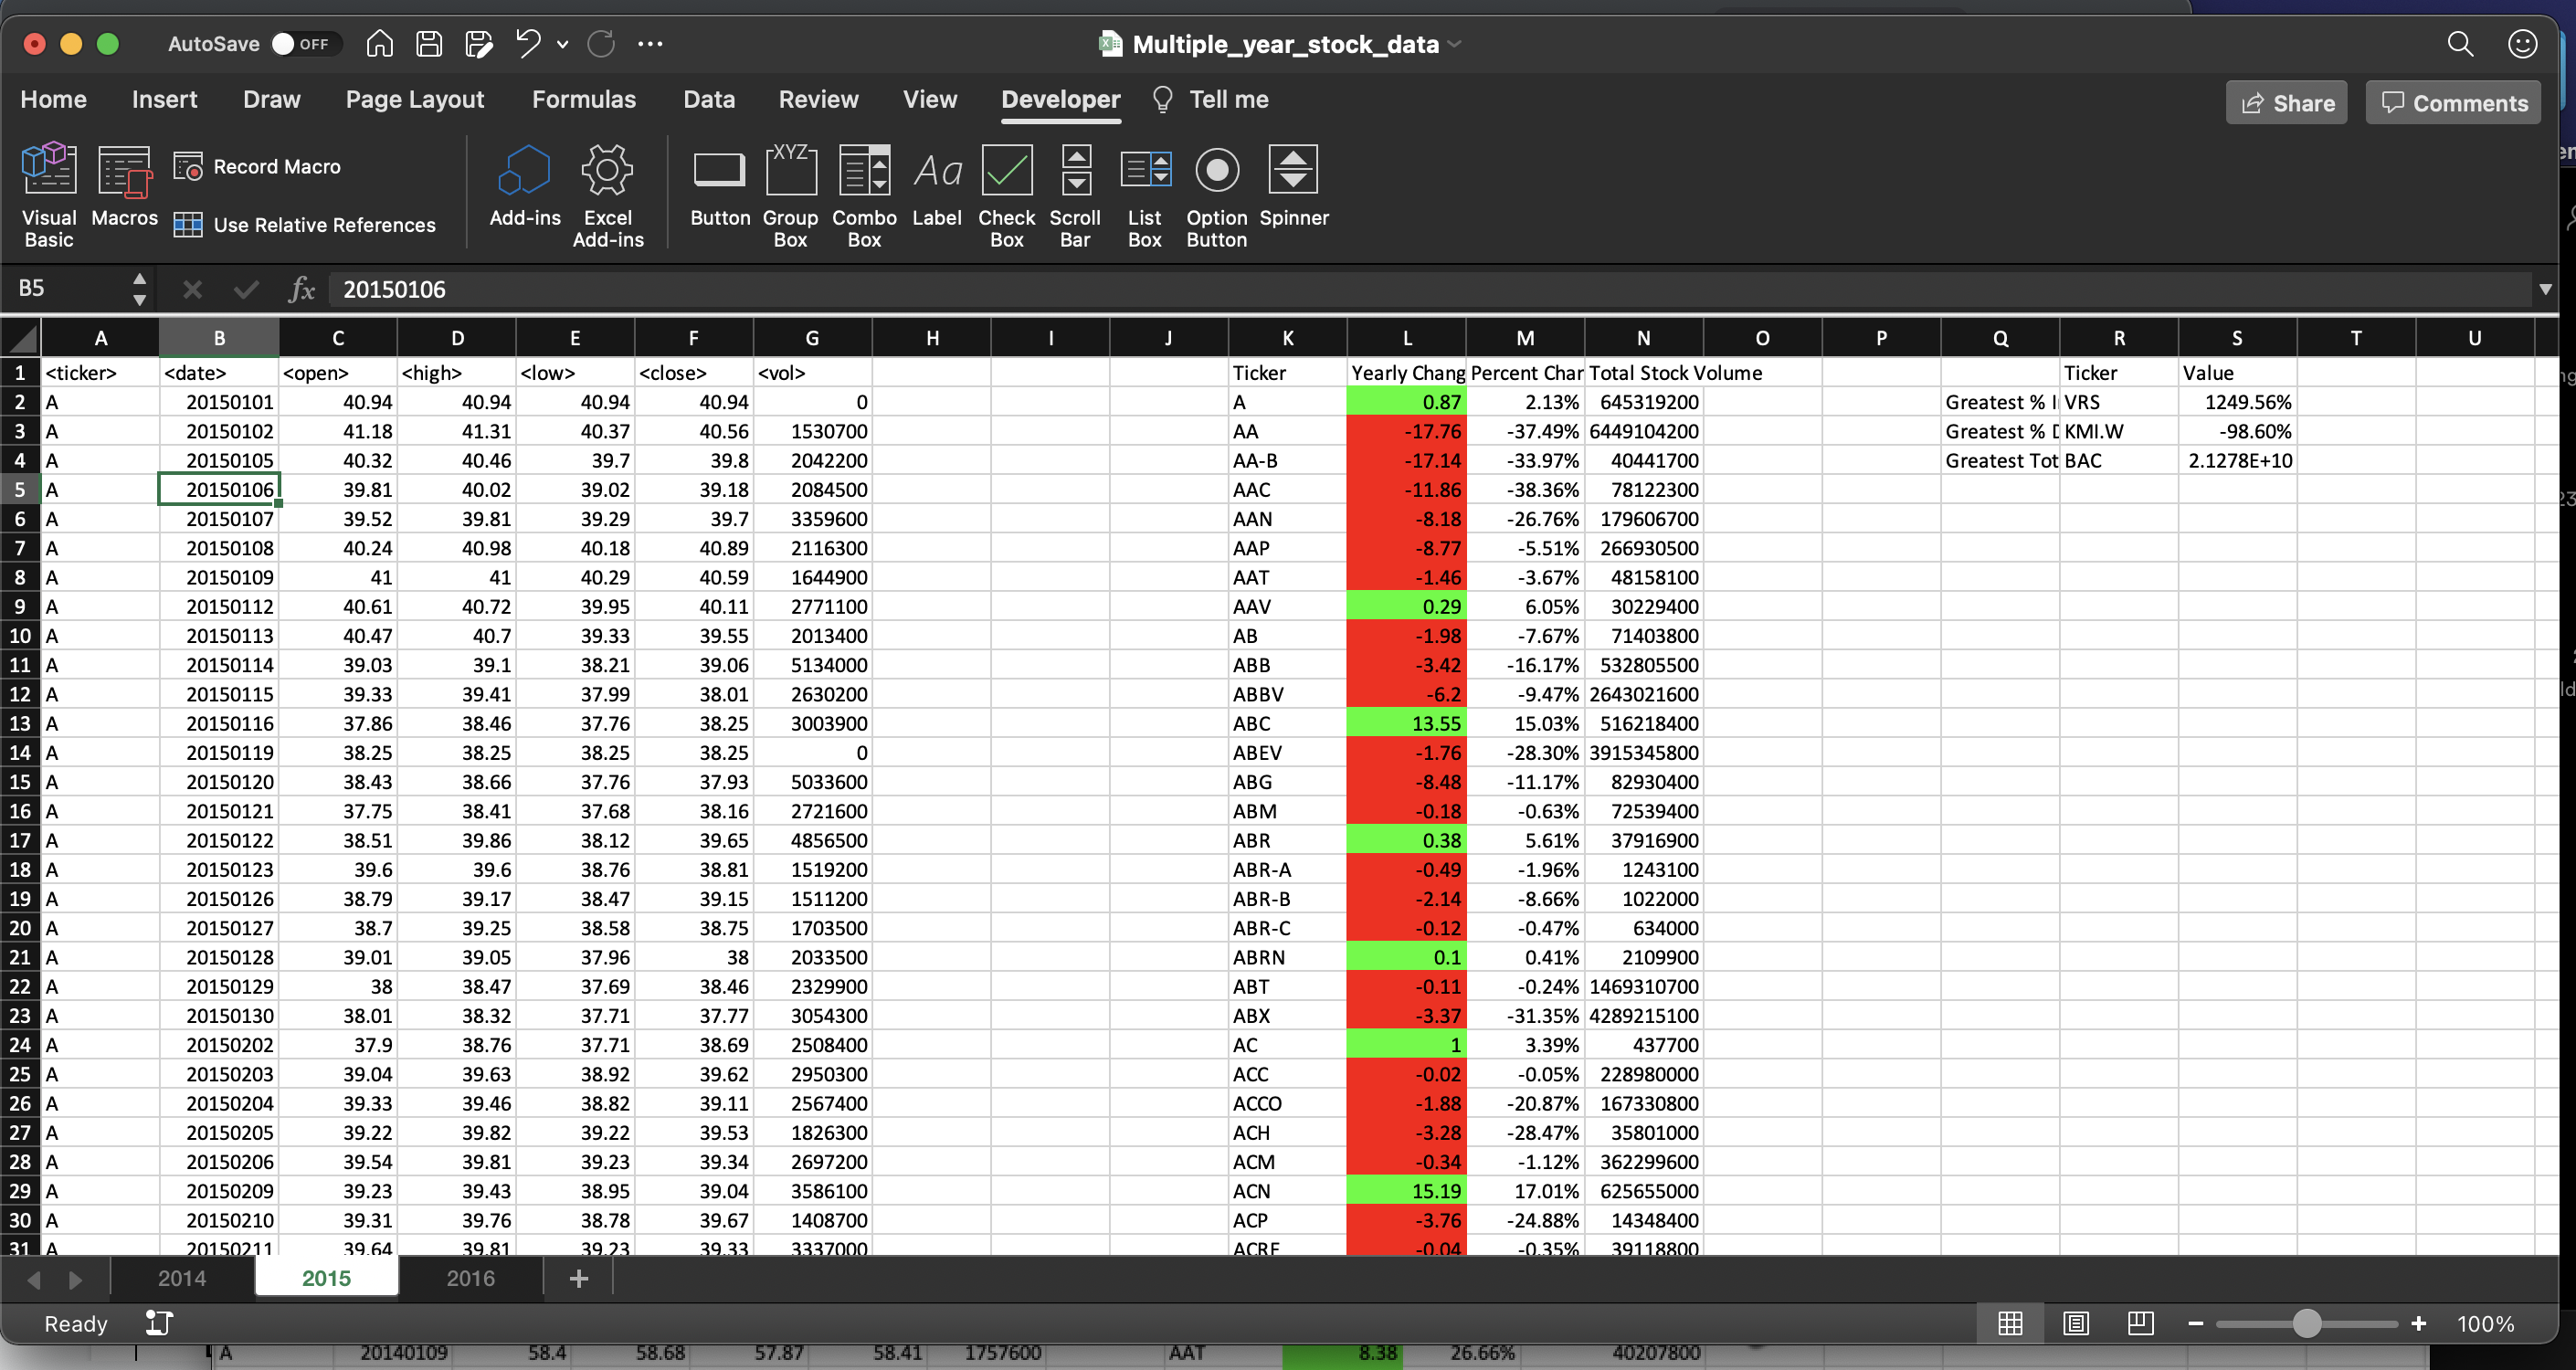 AutoSave OFF Multiple_year_stock_data
Home Insert Draw Page Layout Formulas Data Review View Developer Tell me Share Comments
Visual Basic Macros Record Macro Use Relative References Add-ins Excel Add-ins Button Group Box Combo Box Label Check Box Scroll Bar List Box Option Button Spinner
XYZ Aa
B5 fx 20150106
A B C D E F G H I J K L M N O P Q R S T U
1 <ticker> <date> <open> <high> <low> <close> <vol> Ticker Yearly Chang Percent Char Total Stock Volume Ticker Value
2 A 20150101 40.94 40.94 40.94 40.94 0 A 0.87 2.13% 645319200 Greatest % I VRS 1249.56%
3 A 20150102 41.18 41.31 40.37 40.56 1530700 AA -17.76 -37.49% 6449104200 Greatest % D KMI.W -98.60%
4 A 20150105 40.32 40.46 39.7 39.8 2042200 AA-B -17.14 -33.97% 40441700 Greatest Tot BAC 2.1278E+10
5 A 20150106 39.81 40.02 39.02 39.18 2084500 AAC -11.86 -38.36% 78122300
6 A 20150107 39.52 39.81 39.29 39.7 3359600 AAN -8.18 -26.76% 179606700
7 A 20150108 40.24 40.98 40.18 40.89 2116300 AAP -8.77 -5.51% 266930500
8 A 20150109 41 41 40.29 40.59 1644900 AAT -1.46 -3.67% 48158100
9 A 20150112 40.61 40.72 39.95 40.11 2771100 AAV 0.29 6.05% 30229400
10 A 20150113 40.47 40.7 39.33 39.55 2013400 AB -1.98 -7.67% 71403800
11 A 20150114 39.03 39.1 38.21 39.06 5134000 ABB -3.42 -16.17% 532805500
12 A 20150115 39.33 39.41 37.99 38.01 2630200 ABBV -6.2 -9.47% 2643021600
13 A 20150116 37.86 38.46 37.76 38.25 3003900 ABC 13.55 15.03% 516218400
14 A 20150119 38.25 38.25 38.25 38.25 0 ABEV -1.76 -28.30% 3915345800
15 A 20150120 38.43 38.66 37.76 37.93 5033600 ABG -8.48 -11.17% 82930400
16 A 20150121 37.75 38.41 37.68 38.16 2721600 ABM -0.18 -0.63% 72539400
17 A 20150122 38.51 39.86 38.12 39.65 4856500 ABR 0.38 5.61% 37916900
18 A 20150123 39.6 39.6 38.76 38.81 1519200 ABR-A -0.49 -1.96% 1243100
19 A 20150126 38.79 39.17 38.47 39.15 1511200 ABR-B -2.14 -8.66% 1022000
20 A 20150127 38.7 39.25 38.58 38.75 1703500 ABR-C -0.12 -0.47% 634000
21 A 20150128 39.01 39.05 37.96 38 2033500 ABRN 0.1 0.41% 2109900
22 A 20150129 38 38.47 37.69 38.46 2329900 ABT -0.11 -0.24% 1469310700
23 A 20150130 38.01 38.32 37.71 37.77 3054300 ABX -3.37 -31.35% 4289215100
24 A 20150202 37.9 38.76 37.71 38.69 2508400 AC 1 3.39% 437700
25 A 20150203 39.04 39.63 38.92 39.62 2950300 ACC -0.02 -0.05% 228980000
26 A 20150204 39.33 39.46 38.82 39.11 2567400 ACCO -1.88 -20.87% 167330800
27 A 20150205 39.22 39.82 39.22 39.53 1826300 ACH -3.28 -28.47% 35801000
28 A 20150206 39.54 39.81 39.23 39.34 2697200 ACM -0.34 -1.12% 362299600
29 A 20150209 39.23 39.43 38.95 39.04 3586100 ACN 15.19 17.01% 625655000
30 A 20150210 39.31 39.76 38.78 39.67 1408700 ACP -3.76 -24.88% 14348400
31 A 20150211 39.64 39.81 39.23 39.33 3337000 ACRE -0.04 -0.35% 39118800
2014 2015 2016 +
Ready 100%
A 20140109 58.4 58.68 57.87 58.41 1757600 AAT 8.38 26.66% 40207800